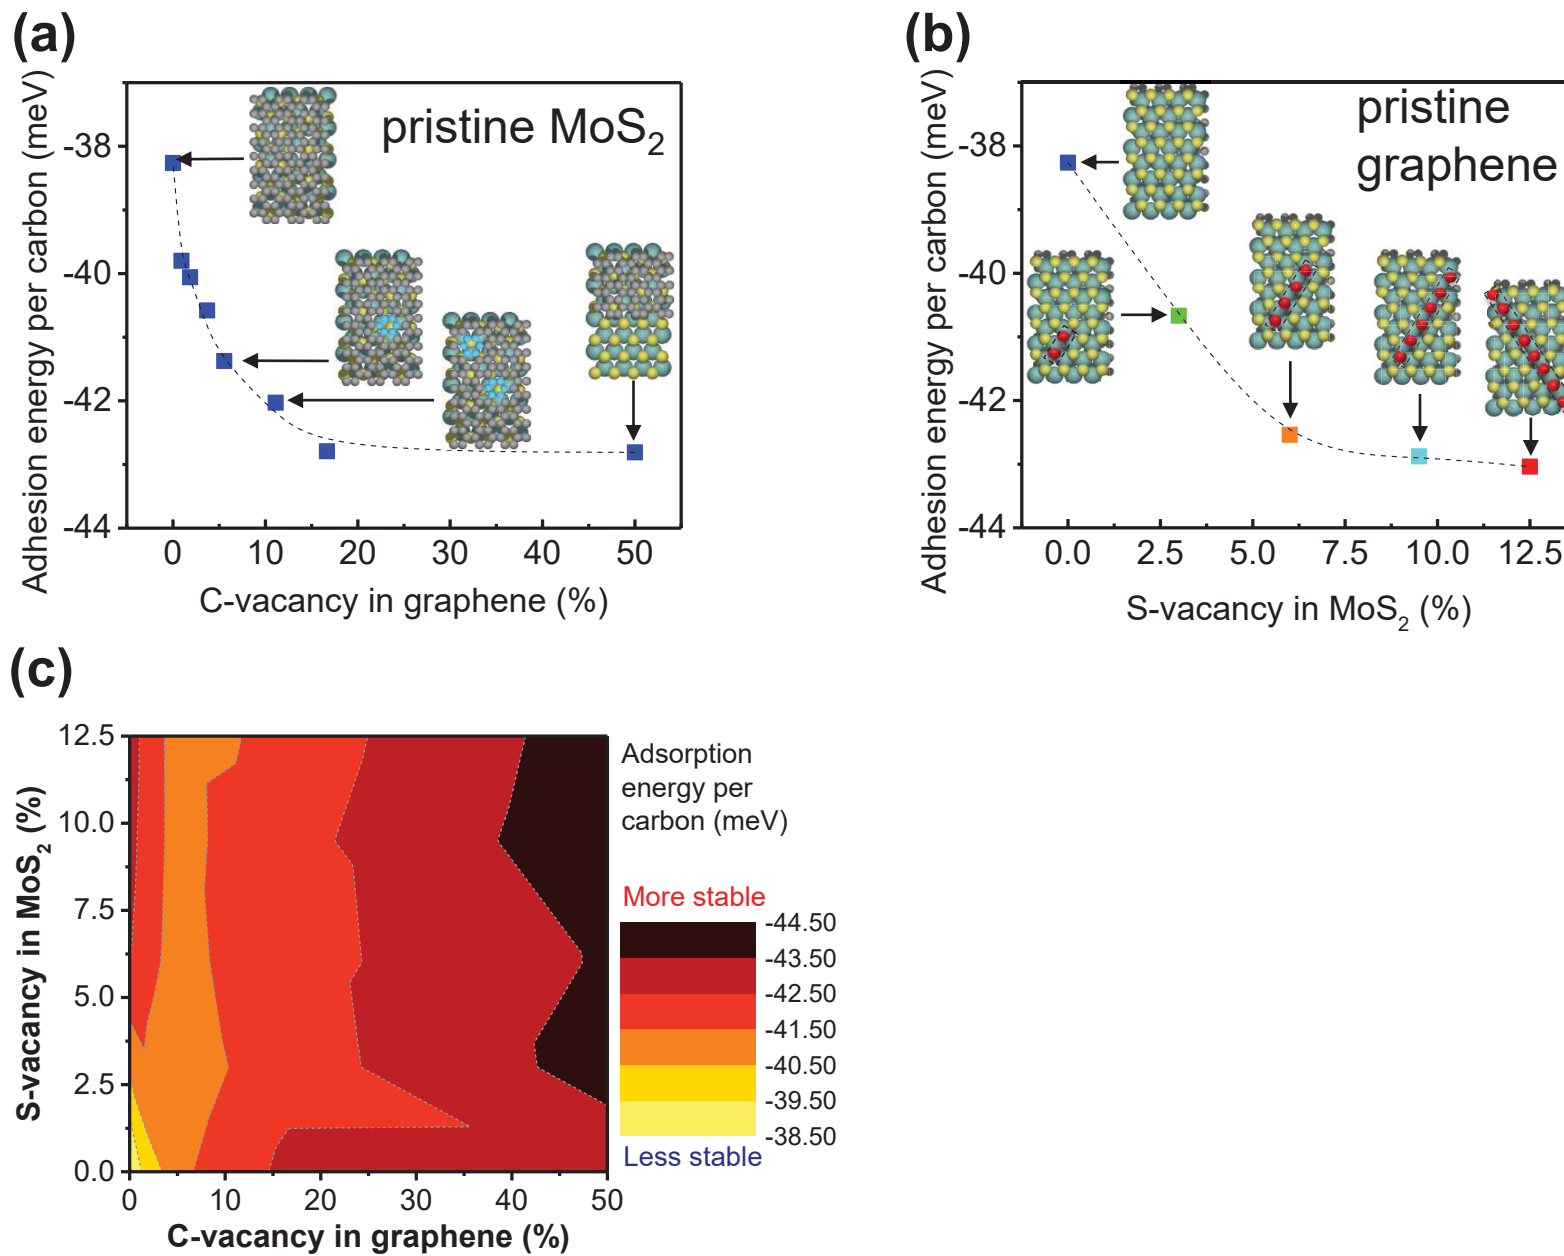 (a)
Adhesion energy per carbon (meV)
-38
-40
-42
-44
pristine MoS2
0 10 20 30 40 50
C-vacancy in graphene (%)
(b)
Adhesion energy per carbon (meV)
-38
-40
-42
-44
pristine
graphene
0.0 2.5 5.0 7.5 10.0 12.5
S-vacancy in MoS2 (%)
(c)
S-vacancy in MoS2 (%)
12.5
10.0
7.5
5.0
2.5
0.0
0 10 20 30 40 50
C-vacancy in graphene (%)
Adsorption
energy per
carbon (meV)
More stable
-44.50
-43.50
-42.50
-41.50
-40.50
-39.50
-38.50
Less stable